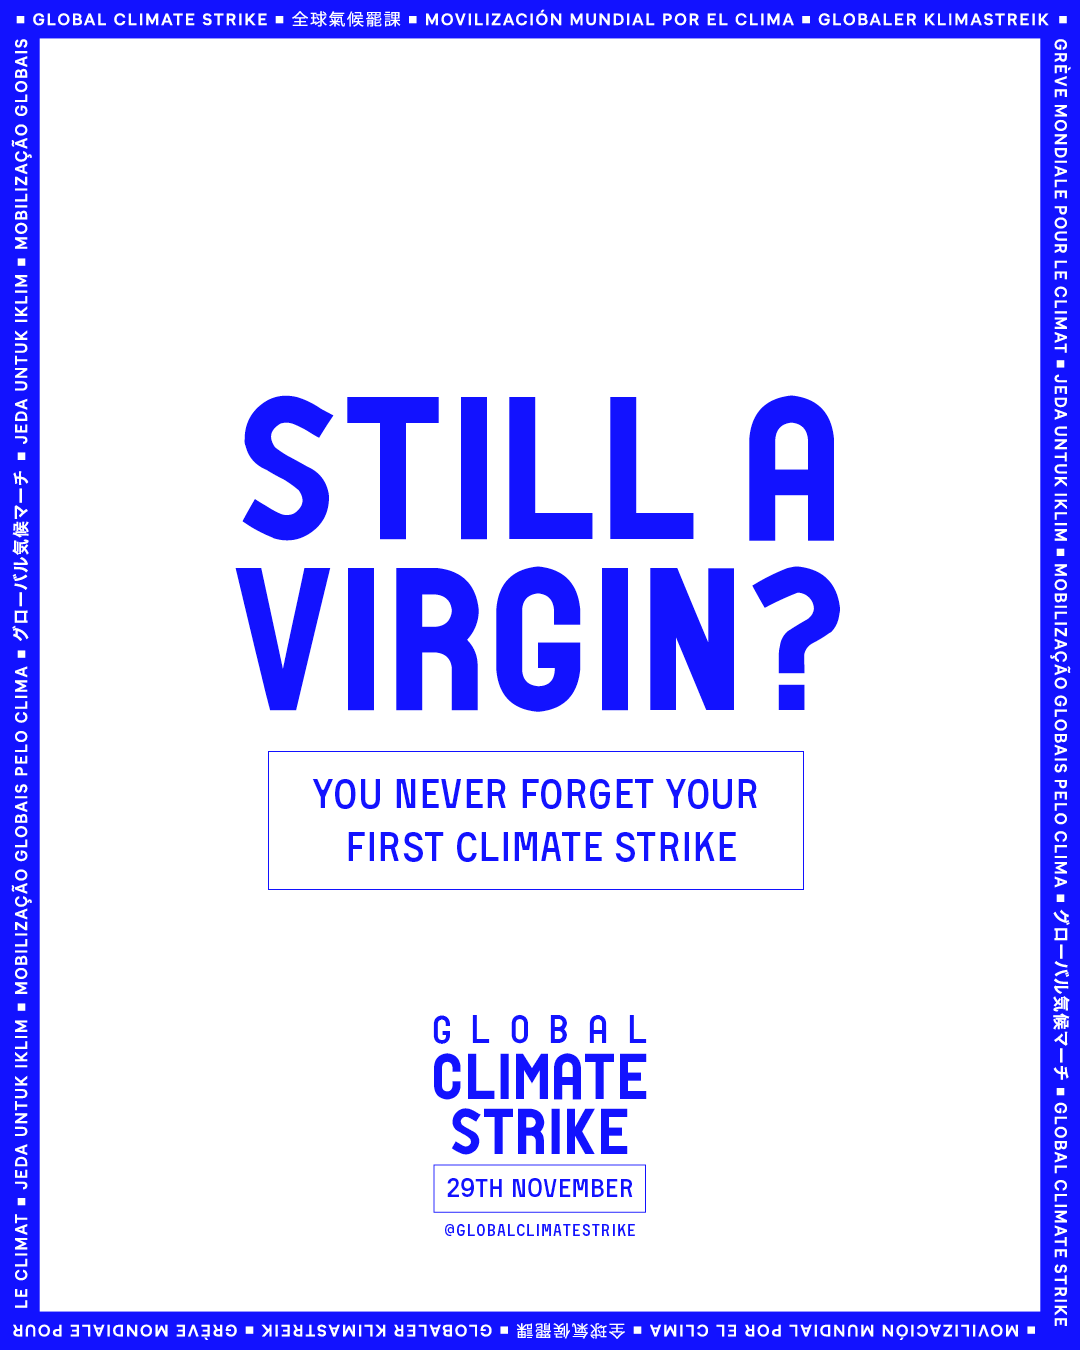 ■ GLOBAL CLIMATE STRIKE ■ 全球氣候罷課 ■ MOVILIZACIÓN MUNDIAL POR EL CLIMA ■ GLOBALER KLIMASTREIK ■
GRÈVE MONDIALE POUR LE CLIMAT ■ JEDA UNTUK IKLIM ■ MOBILIZAÇÃO GLOBAIS PELO CLIMA ■ グローバル気候マーチ ■ GLOBAL CLIMATE STRIKE
STILL A
VIRGIN?
YOU NEVER FORGET YOUR
FIRST CLIMATE STRIKE
GLOBAL
CLIMATE
STRIKE
29TH NOVEMBER
@GLOBALCLIMATESTRIKE
■ MOVILIZACIÓN MUNDIAL POR EL CLIMA ■ 全球氣候罷課 ■ GLOBALER KLIMASTREIK ■ GRÈVE MONDIALE POUR
LE CLIMAT ■ JEDA UNTUK IKLIM ■ MOBILIZAÇÃO GLOBAIS PELO CLIMA ■ グローバル気候マーチ ■ JEDA UNTUK IKLIM ■ MOBILIZAÇÃO GLOBAIS